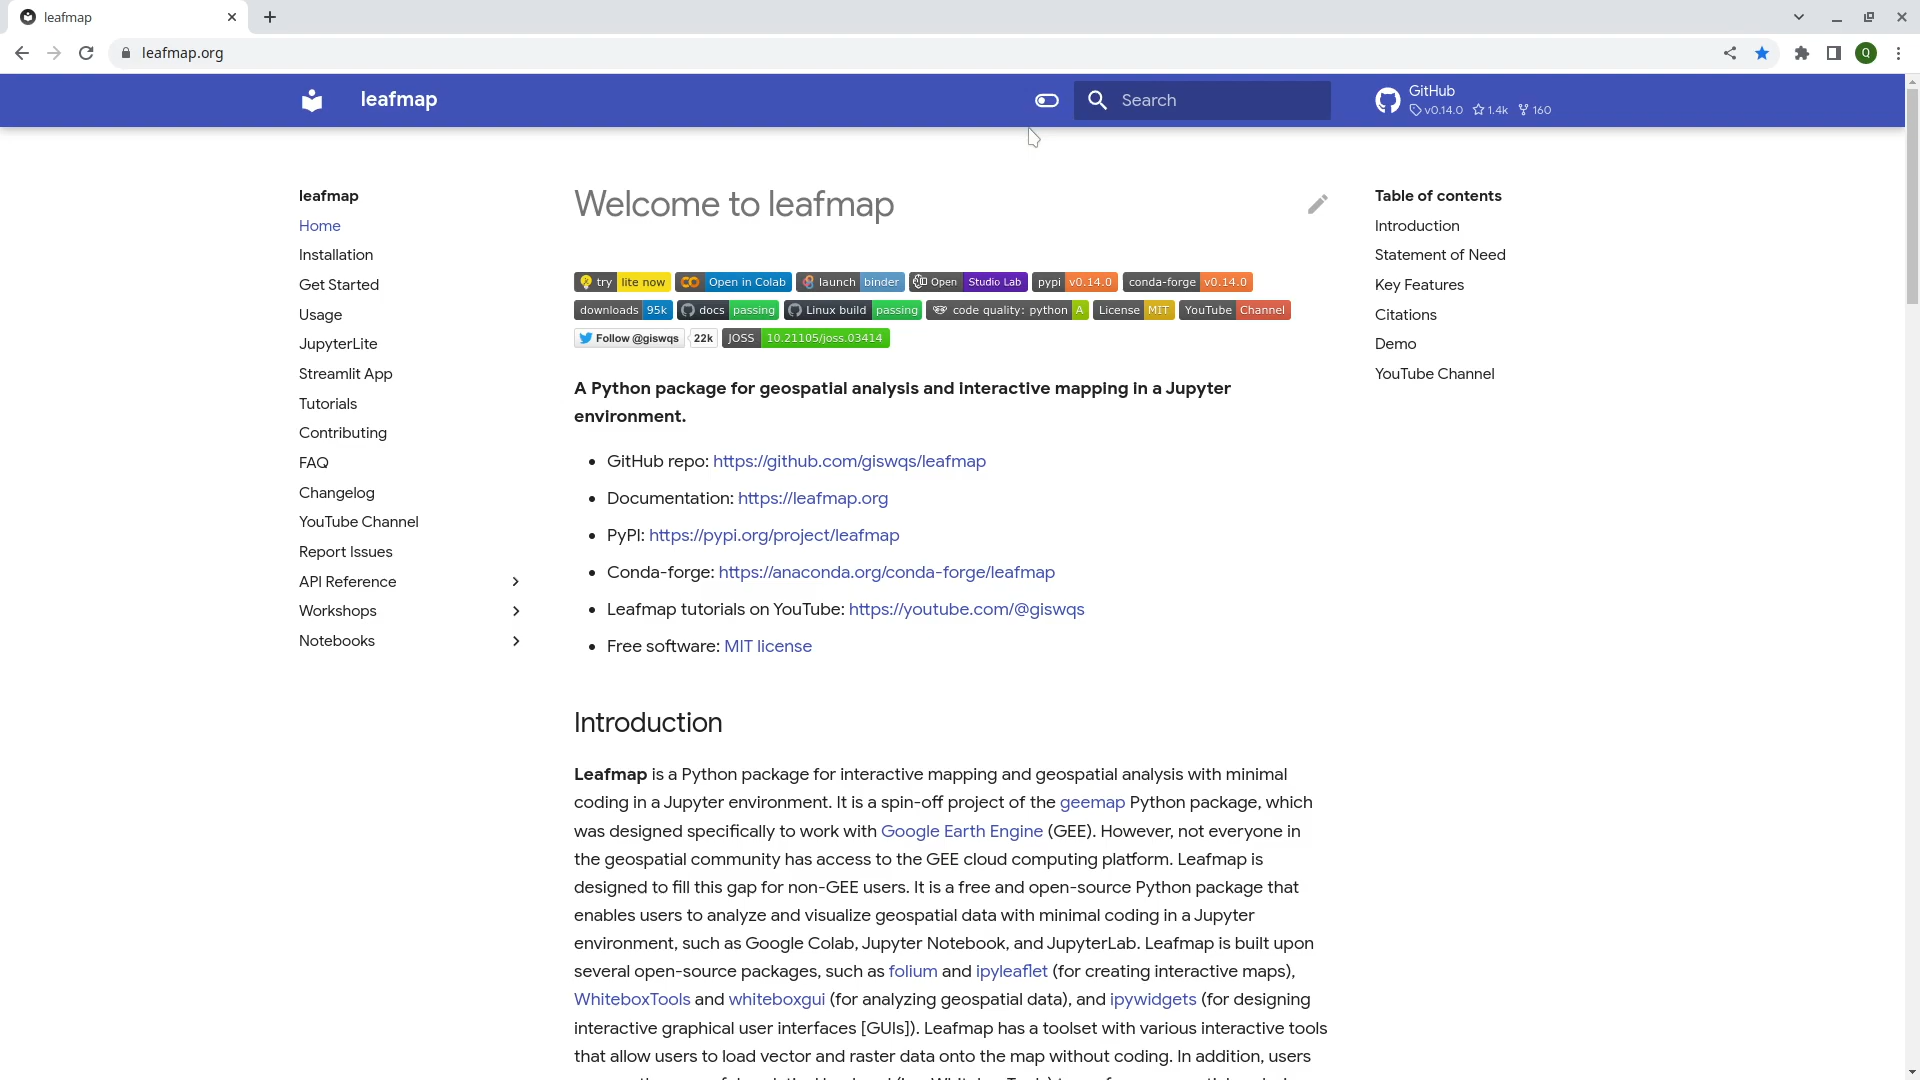 leafmap
leafmap.org
Q
leafmap
Search
GitHub
v0.14.0 1.4k 160
leafmap
Home
Installation
Get Started
Usage
JupyterLite
Streamlit App
Tutorials
Contributing
FAQ
Changelog
YouTube Channel
Report Issues
API Reference
Workshops
Notebooks
Welcome to leafmap
try lite now Open in Colab launch binder Open Studio Lab pypi v0.14.0 conda-forge v0.14.0
downloads 95k docs passing Linux build passing code quality: python A License MIT YouTube Channel
Follow @giswqs 22k JOSS 10.21105/joss.03414
A Python package for geospatial analysis and interactive mapping in a Jupyter
environment.
• GitHub repo: https://github.com/giswqs/leafmap
• Documentation: https://leafmap.org
• PyPI: https://pypi.org/project/leafmap
• Conda-forge: https://anaconda.org/conda-forge/leafmap
• Leafmap tutorials on YouTube: https://youtube.com/@giswqs
• Free software: MIT license
Introduction
Leafmap is a Python package for interactive mapping and geospatial analysis with minimal
coding in a Jupyter environment. It is a spin-off project of the geemap Python package, which
was designed specifically to work with Google Earth Engine (GEE). However, not everyone in
the geospatial community has access to the GEE cloud computing platform. Leafmap is
designed to fill this gap for non-GEE users. It is a free and open-source Python package that
enables users to analyze and visualize geospatial data with minimal coding in a Jupyter
environment, such as Google Colab, Jupyter Notebook, and JupyterLab. Leafmap is built upon
several open-source packages, such as folium and ipyleaflet (for creating interactive maps),
WhiteboxTools and whiteboxgui (for analyzing geospatial data), and ipywidgets (for designing
interactive graphical user interfaces [GUIs]). Leafmap has a toolset with various interactive tools
that allow users to load vector and raster data onto the map without coding. In addition, users
Table of contents
Introduction
Statement of Need
Key Features
Citations
Demo
YouTube Channel